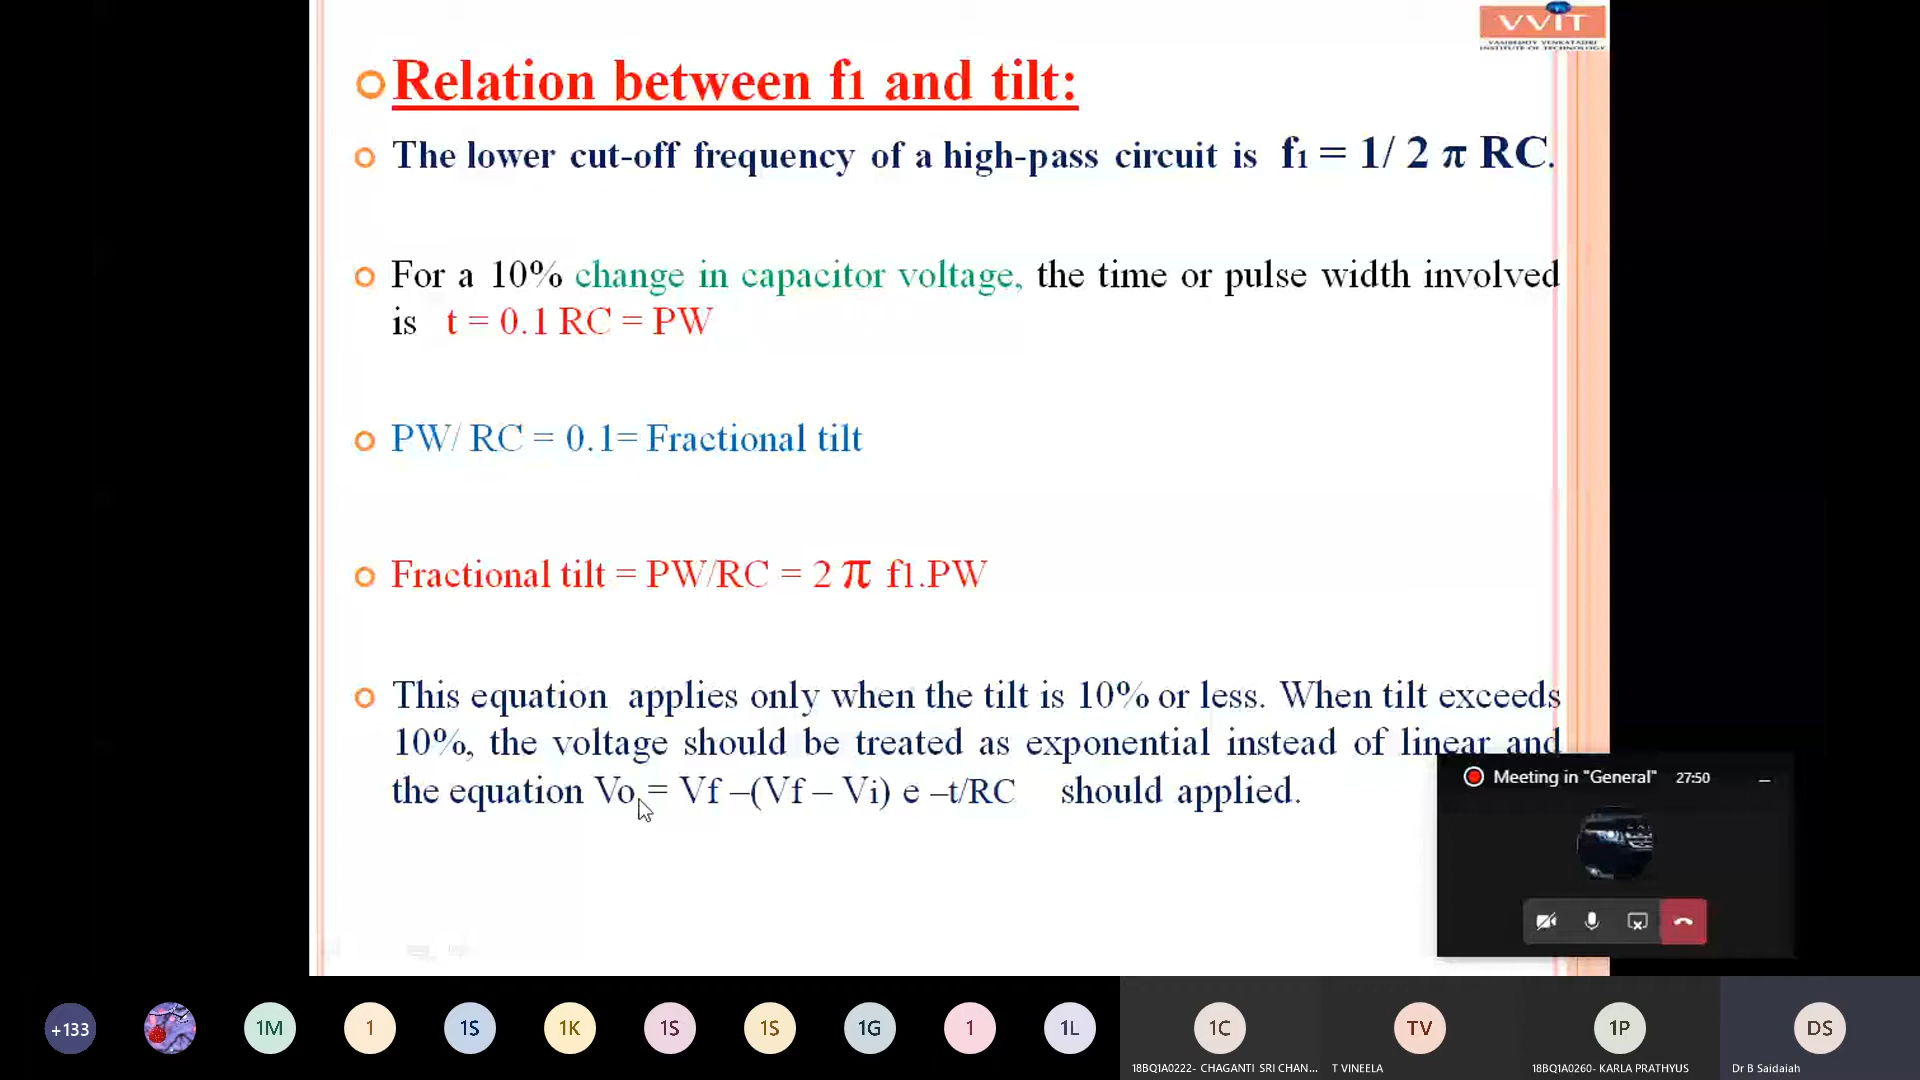 VVIT
VASIREDDY VENKATADRI
INSTITUTE OF TECHNOLOGY
Relation between f1 and tilt:
The lower cut-off frequency of a high-pass circuit is f1 = 1/ 2 π RC.
For a 10% change in capacitor voltage, the time or pulse width involved
is t = 0.1 RC = PW
PW/ RC = 0.1= Fractional tilt
Fractional tilt = PW/RC = 2 π f1.PW
This equation applies only when the tilt is 10% or less. When tilt exceeds
10%, the voltage should be treated as exponential instead of linear and
the equation Vo = Vf –(Vf – Vi) e –t/RC should applied.
Meeting in "General" 27:50
+133 1M 1 1S 1K 1S 1S 1G 1 1L 1C TV 1P DS
18BQ1A0222- CHAGANTI SRI CHAN... T VINEELA 18BQ1A0260- KARLA PRATHYUS Dr B Saidaiah